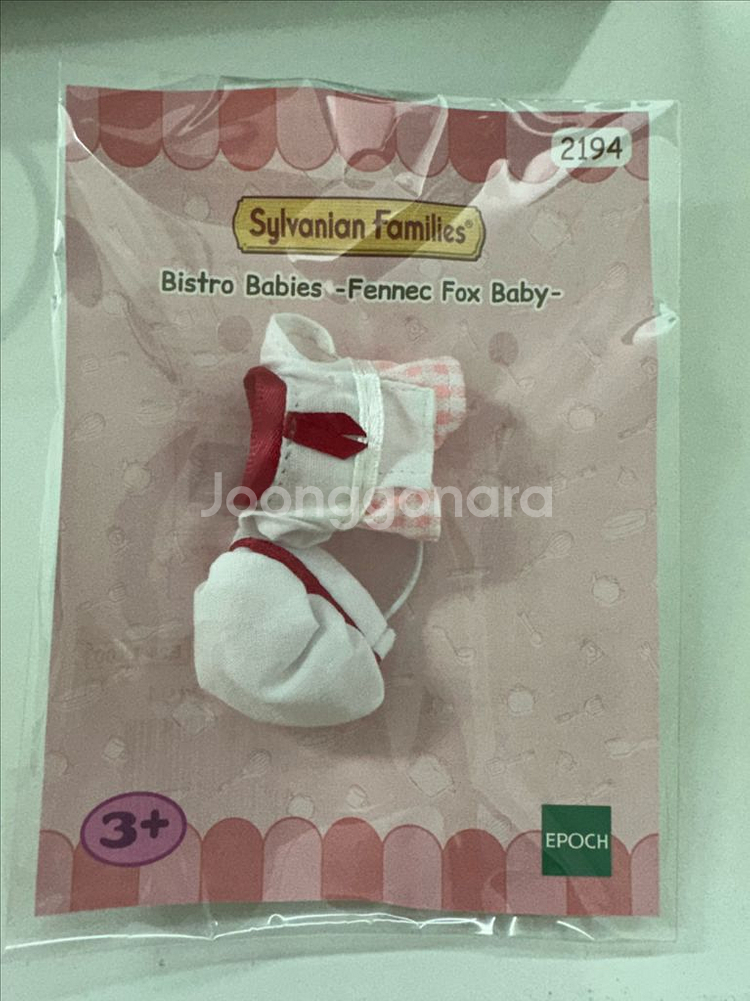 2194
Sylvanian Families®
Bistro Babies -Fennec Fox Baby-
Joonggonara
3+
EPOCH